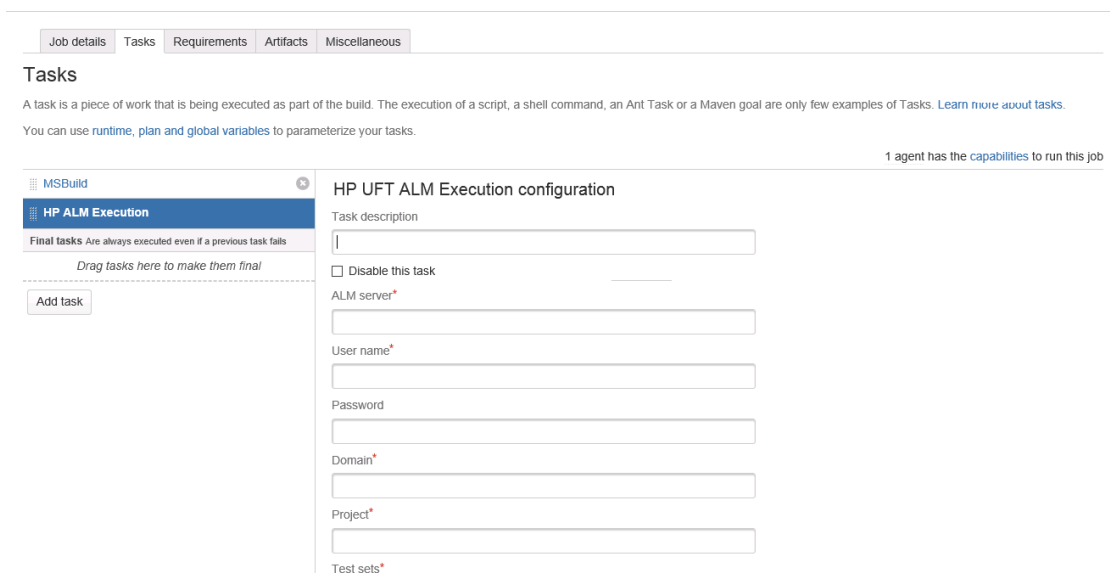 Job details Tasks Requirements Artifacts Miscellaneous
Tasks
A task is a piece of work that is being executed as part of the build. The execution of a script, a shell command, an Ant Task or a Maven goal are only few examples of Tasks. Learn more about tasks.
You can use runtime, plan and global variables to parameterize your tasks.
1 agent has the capabilities to run this job
MSBuild
HP ALM Execution
Final tasks Are always executed even if a previous task fails
Drag tasks here to make them final
Add task
HP UFT ALM Execution configuration
Task description
Disable this task
ALM server*
User name*
Password
Domain*
Project*
Test sets*